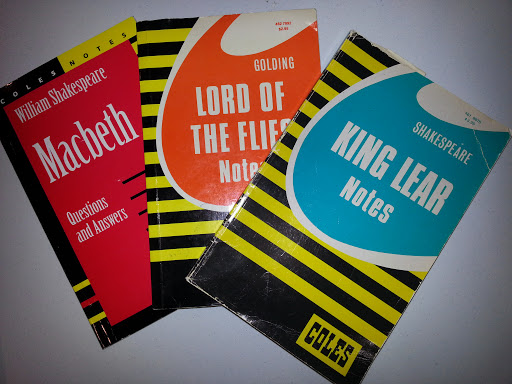 COLES NOTES
William Shakespeare
Macbeth
Questions
and Answers
GOLDING
LORD OF
THE FLIES
Notes
SHAKESPEARE
KING LEAR
Notes
COLES